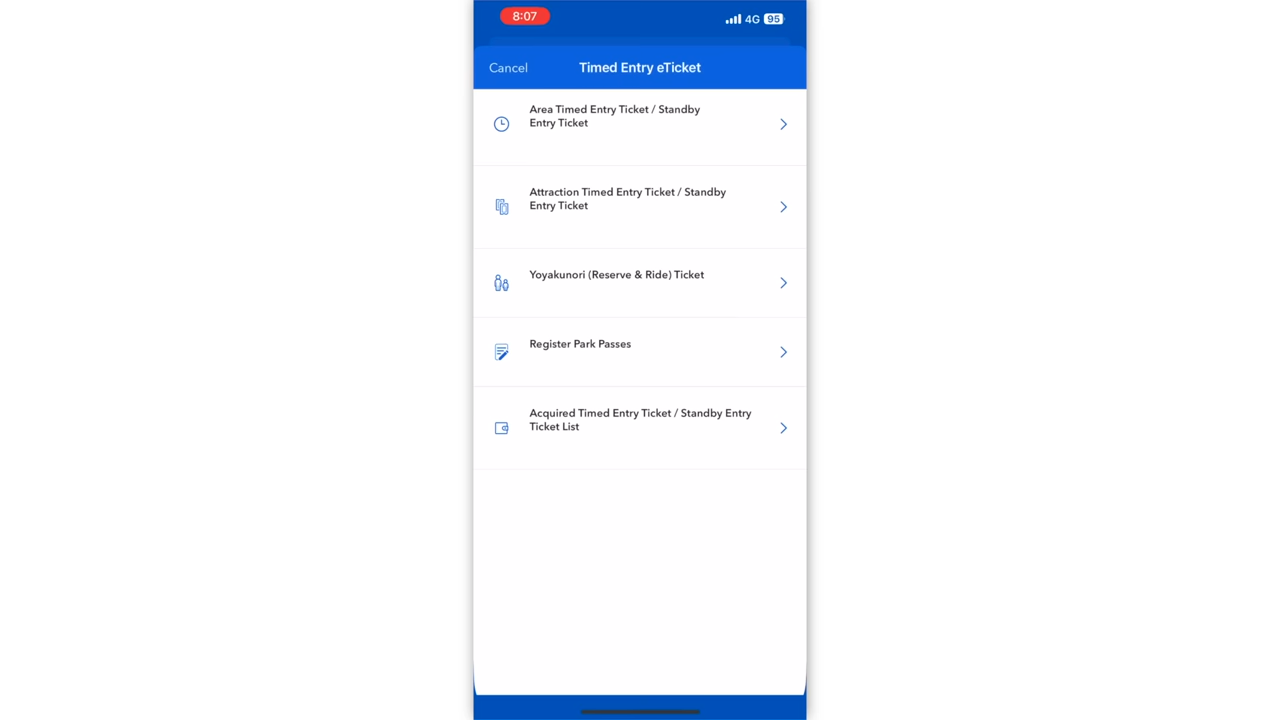 8:07
4G 95
Cancel
Timed Entry eTicket
Area Timed Entry Ticket / Standby
Entry Ticket
Attraction Timed Entry Ticket / Standby
Entry Ticket
Yoyakunori (Reserve & Ride) Ticket
Register Park Passes
Acquired Timed Entry Ticket / Standby Entry
Ticket List